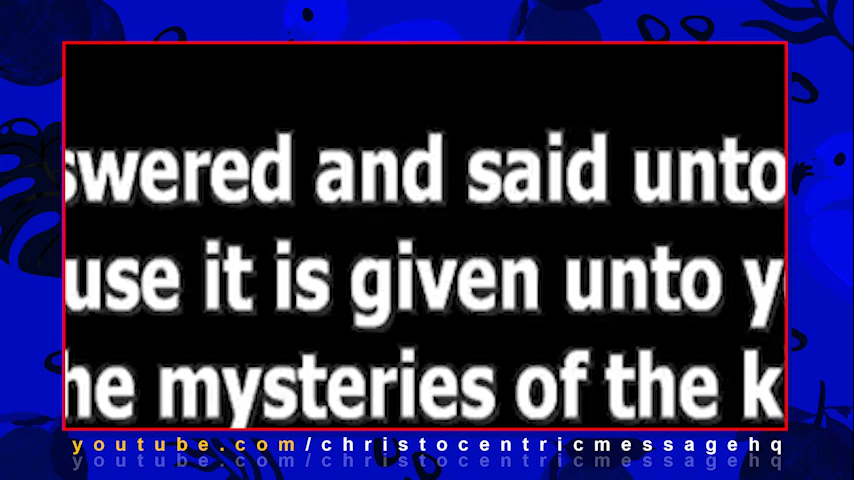 swered and said unto
use it is given unto y
he mysteries of the k
youtube.com/christocentricmessagehq